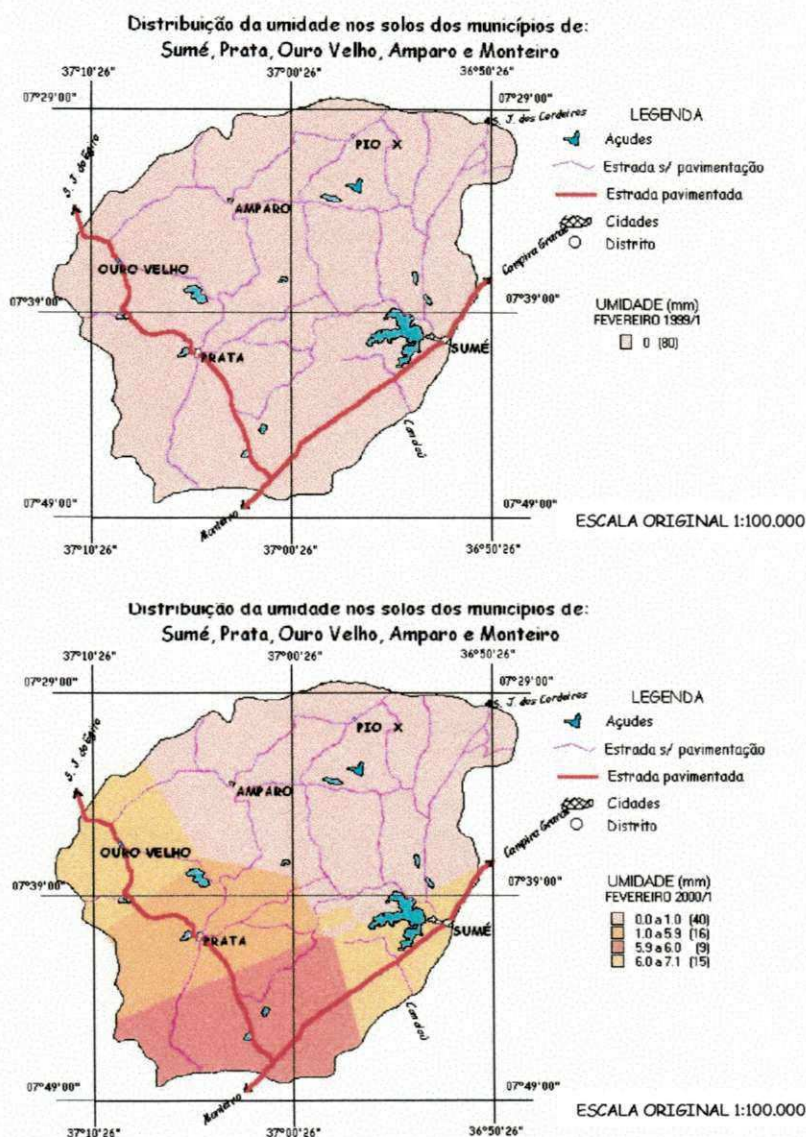 Distribuição da umidade nos solos dos municípios de:
Sumé, Prata, Ouro Velho, Amparo e Monteiro
37°10'26" 37°00'26" 36°50'26"
07°29'00" 07°29'00"
S. J. dos Cordeiros
LEGENDA
PIO X
Açudes
Estrada s/ pavimentação
S. J. do Egito
AMPARO
Estrada pavimentada
Cidades
Campina Grande
Distrito
OURO VELHO
07°39'00" 07°39'00"
UMIDADE (mm)
FEVEREIRO 1999/1
0 (80)
SUMÉ
PRATA
Monteiro
07°49'00" 07°49'00"
ESCALA ORIGINAL 1:100.000
37°10'26" 37°00'26" 36°50'26"
Distribuição da umidade nos solos dos municípios de:
Sumé, Prata, Ouro Velho, Amparo e Monteiro
37°10'26" 37°00'26" 36°50'26"
07°29'00" 07°29'00"
S. J. dos Cordeiros
LEGENDA
PIO X
Açudes
Estrada s/ pavimentação
S. J. do Egito
AMPARO
Estrada pavimentada
Cidades
Campina Grande
Distrito
OURO VELHO
07°39'00" 07°39'00"
UMIDADE (mm)
FEVEREIRO 2000/1
0.0 a 1.0 (40)
1.0 a 5.9 (16)
5.9 a 6.0 (9)
6.0 a 7.1 (15)
SUMÉ
PRATA
Monteiro
07°49'00" 07°49'00"
ESCALA ORIGINAL 1:100.000
37°10'26" 37°00'26" 36°50'26"